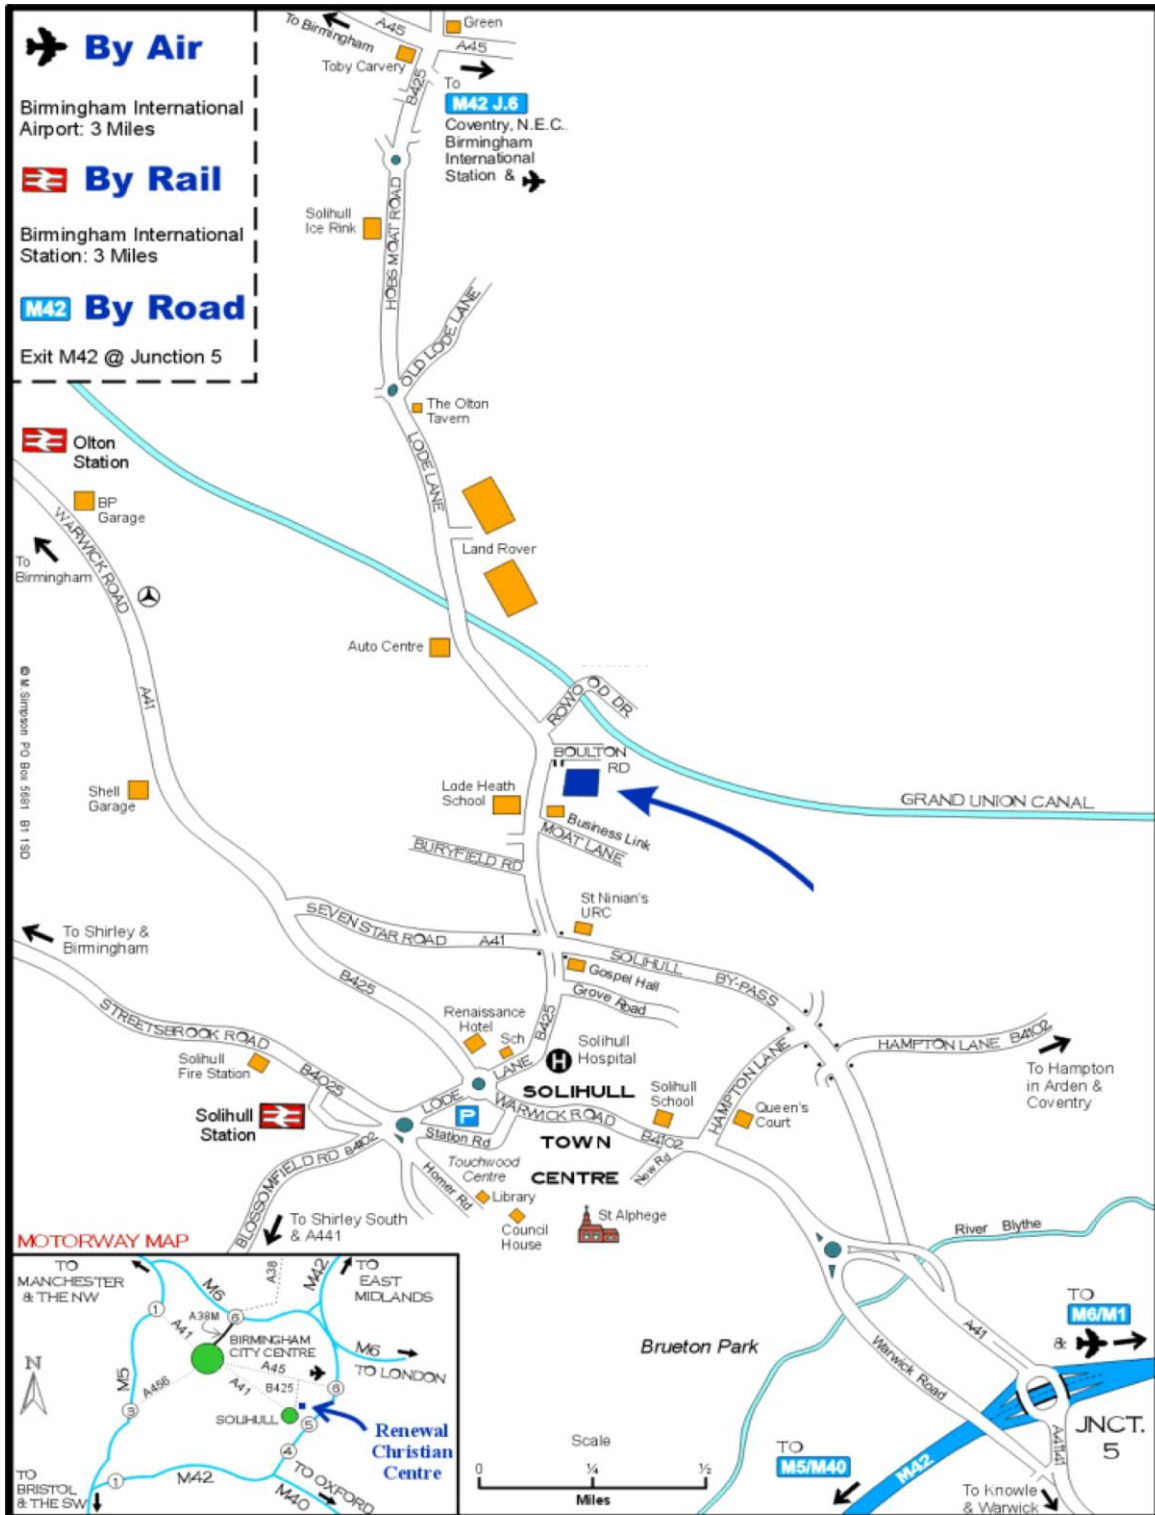 By Air
Birmingham International
Airport: 3 Miles
By Rail
Birmingham International
Station: 3 Miles
M42 By Road
Exit M42 @ Junction 5
To Birmingham
A45
Green
A45
Toby Carvery
B425
To
M42 J.6
Coventry, N.E.C.
Birmingham
International
Station &
Solihull
Ice Rink
HOBS MOAT ROAD
OLD LODE LANE
The Olton
Tavern
LODE LANE
Olton
Station
BP
Garage
WARWICK ROAD
To
Birmingham
Land Rover
Auto Centre
A41
ROWOOD DR
BOULTON
RD
© M.Simpson PO Box 5681 B1 1SD
Shell
Garage
Lode Heath
School
Business Link
MOAT LANE
GRAND UNION CANAL
BURYFIELD RD
St Ninian's
URC
SEVEN STAR ROAD
A41
SOLIHULL
BY-PASS
To Shirley &
Birmingham
Gospel Hall
Grove Road
B425
STREETSBROOK ROAD
Renaissance
Hotel
Sch
B425
Solihull
Hospital
H
HAMPTON LANE
HAMPTON LANE B4102
To Hampton
in Arden &
Coventry
Solihull
Fire Station
B4025
LODE LANE
SOLIHULL
Solihull
School
Queen's
Court
Solihull
Station
P
WARWICK ROAD
B4102
Station Rd
TOWN
BLOSSOMFIELD RD B4102
Homer Rd
Touchwood
Centre
CENTRE
New Rd
Library
Council
House
St Alphege
To Shirley South
& A441
River Blythe
Brueton Park
Warwick Road
A41
TO
M6/M1
&
JNCT.
5
A4141
M42
TO
M5/M40
To Knowle
& Warwick
Scale
0
¼
½
Miles
MOTORWAY MAP
TO
MANCHESTER
& THE NW
M6
A38
M42
TO
EAST
MIDLANDS
1
A38M
6
A41
BIRMINGHAM
CITY CENTRE
M6
TO LONDON
N
M5
A456
A45
A41
B425
6
3
SOLIHULL
5
Renewal
Christian
Centre
4
TO
BRISTOL
& THE SW
1
M42
TO OXFORD
M40